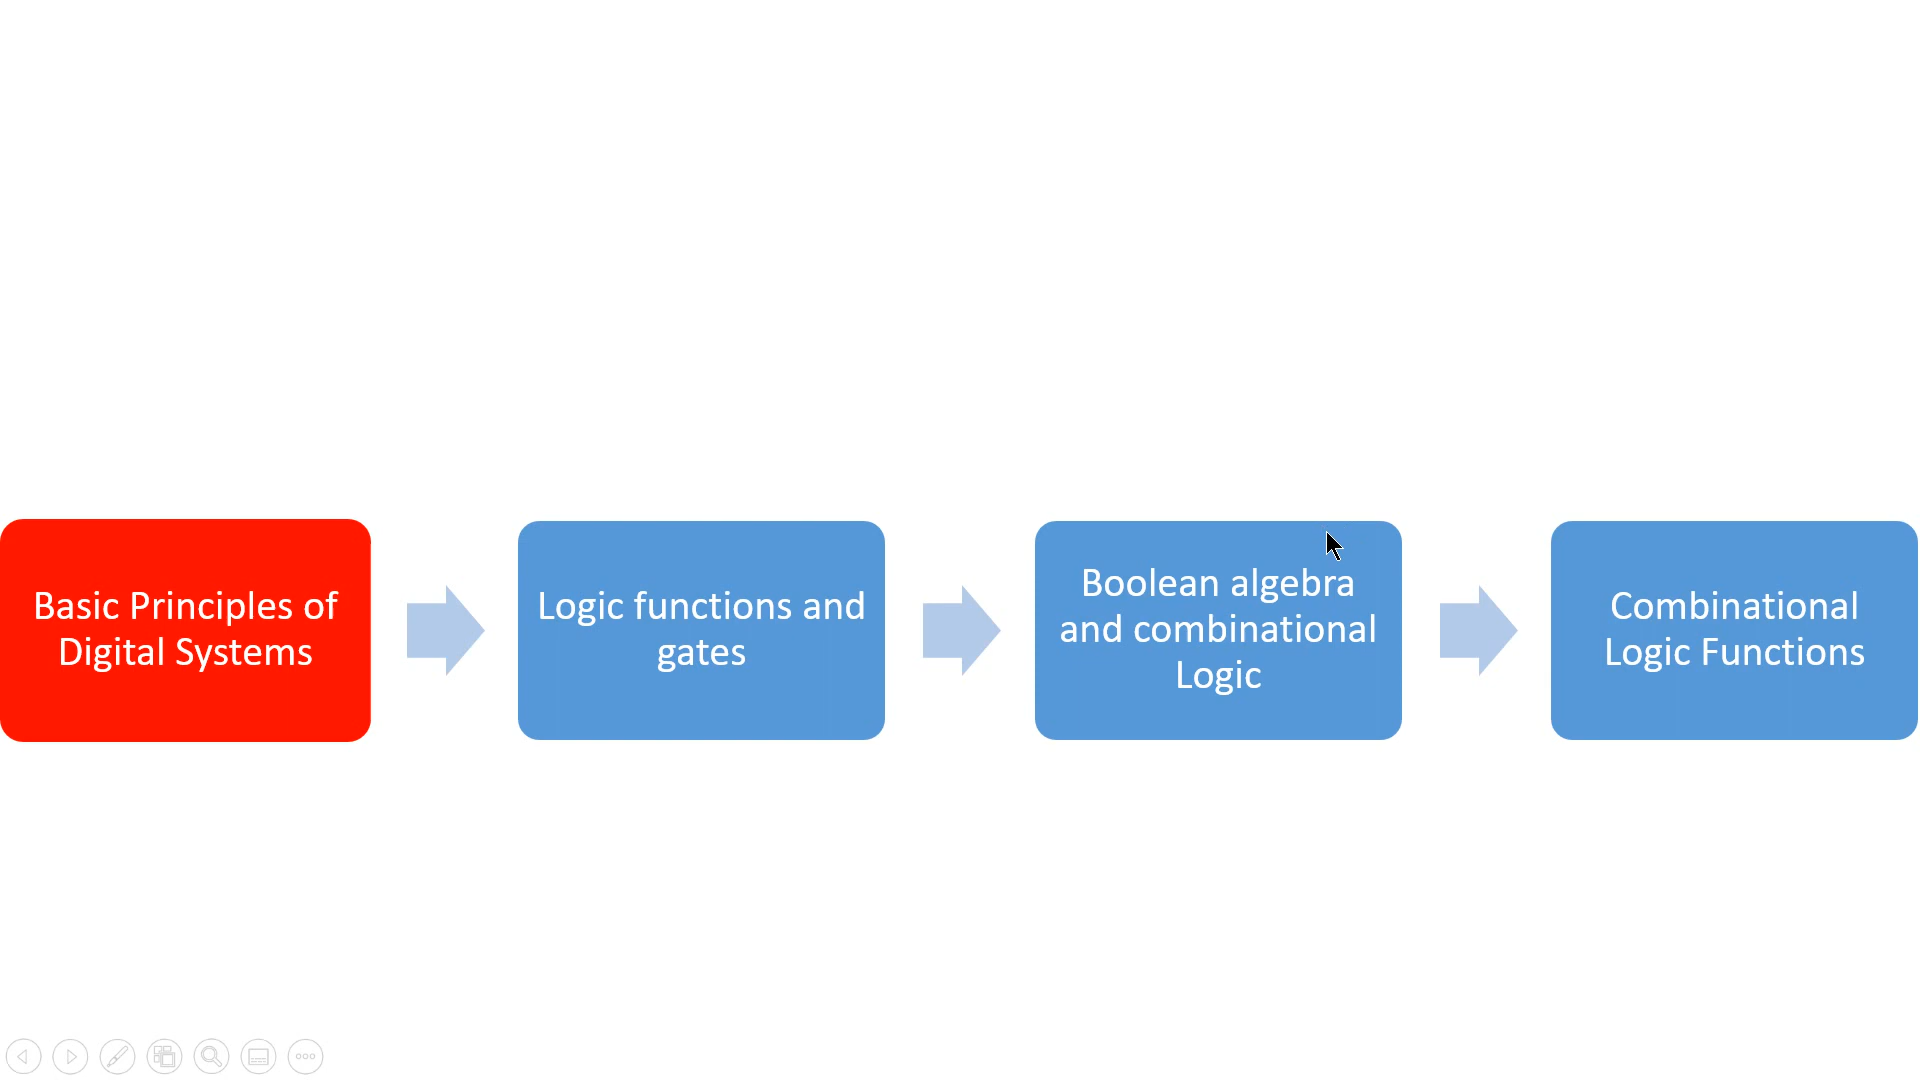 Basic Principles of
Digital Systems
Logic functions and
gates
Boolean algebra
and combinational
Logic
Combinational
Logic Functions